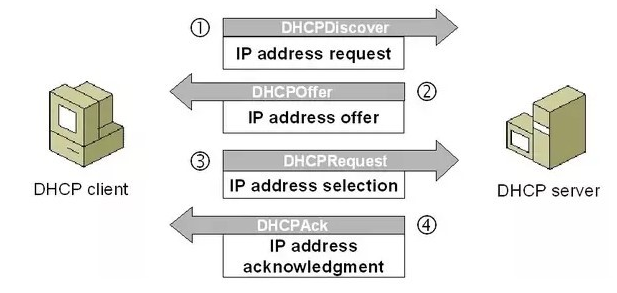 ① DHCPDiscover
IP address request
DHCPOffer ②
IP address offer
③ DHCPRequest
IP address selection
DHCP client
DHCP server
DHCPAck ④
IP address
acknowledgment